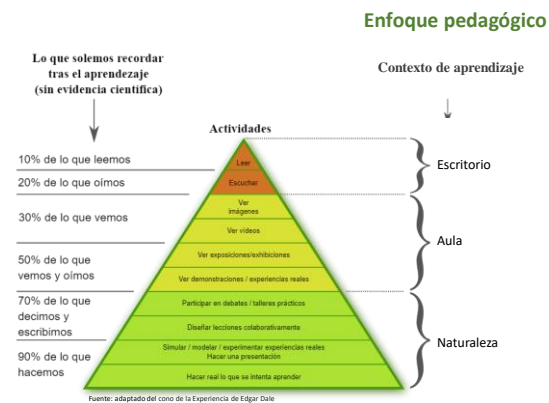 Enfoque pedagógico
Lo que solemos recordar
tras el aprendezaje
(sin evidencia científica)
Contexto de aprendizaje
Actividades
10% de lo que leemos
20% de lo que oímos
30% de lo que vemos
50% de lo que
vemos y oímos
70% de lo que
decimos y
escribimos
90% de lo que
hacemos
Leer
Escuchar
Ver
imágenes
Ver vídeos
Ver exposiciones/exhibiciones
Ver demonstraciones / experiencias reales
Participar en debates / talleres prácticos
Diseñar lecciones colaborativamente
Simular / modelar / experimentar experiencias reales
Hacer una presentación
Hacer real lo que se intenta aprender
Escritorio
Aula
Naturaleza
Fuente: adaptado del cono de la Experiencia de Edgar Dale